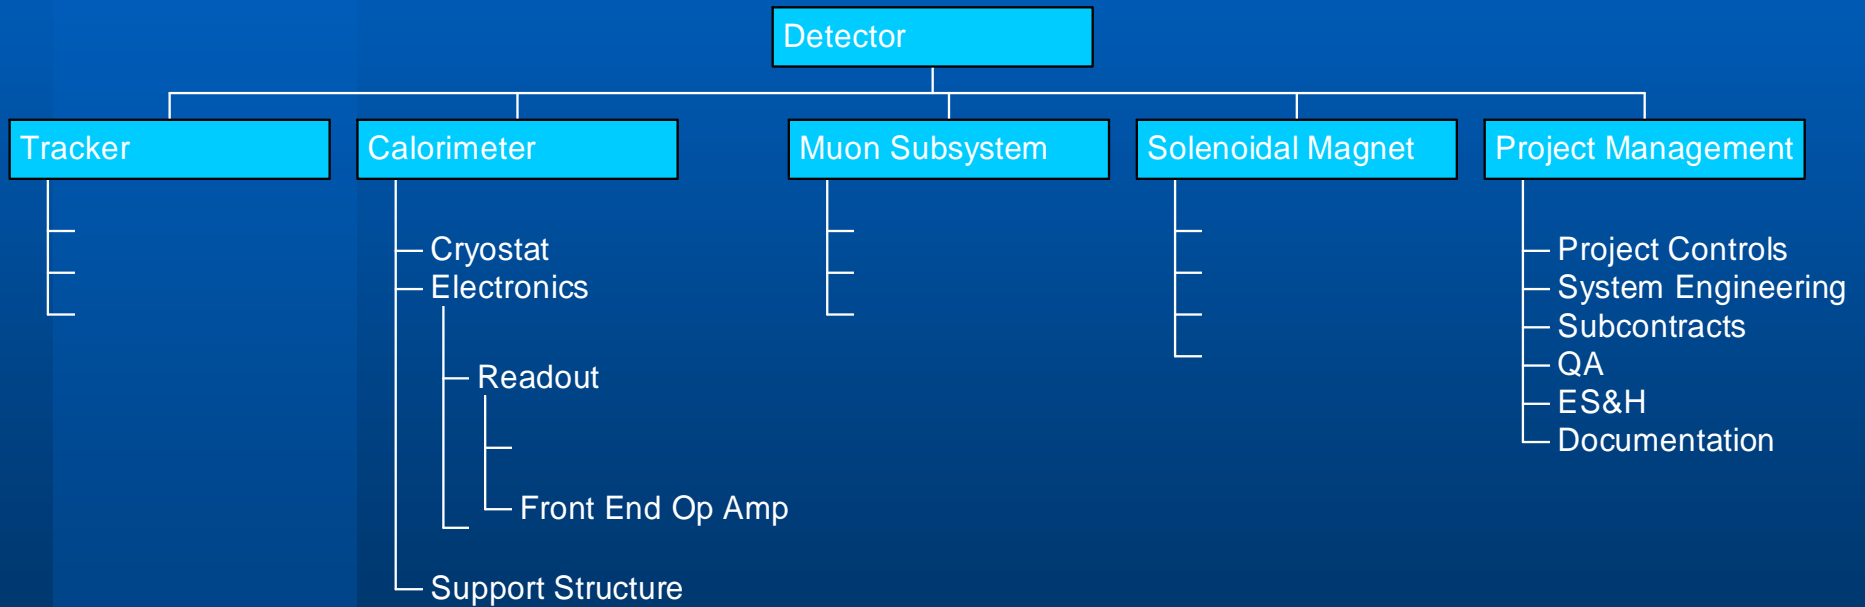 Detector
Tracker
Calorimeter
Muon Subsystem
Solenoidal Magnet
Project Management
Cryostat
Electronics
Readout
Front End Op Amp
Support Structure
Project Controls
System Engineering
Subcontracts
QA
ES&H
Documentation